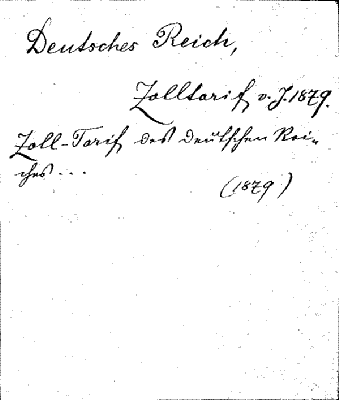 Deutsches Reich,
Zolltarif v. J. 1879.
Zoll-Tarif des deutschen Rei-
ches...
(1879)